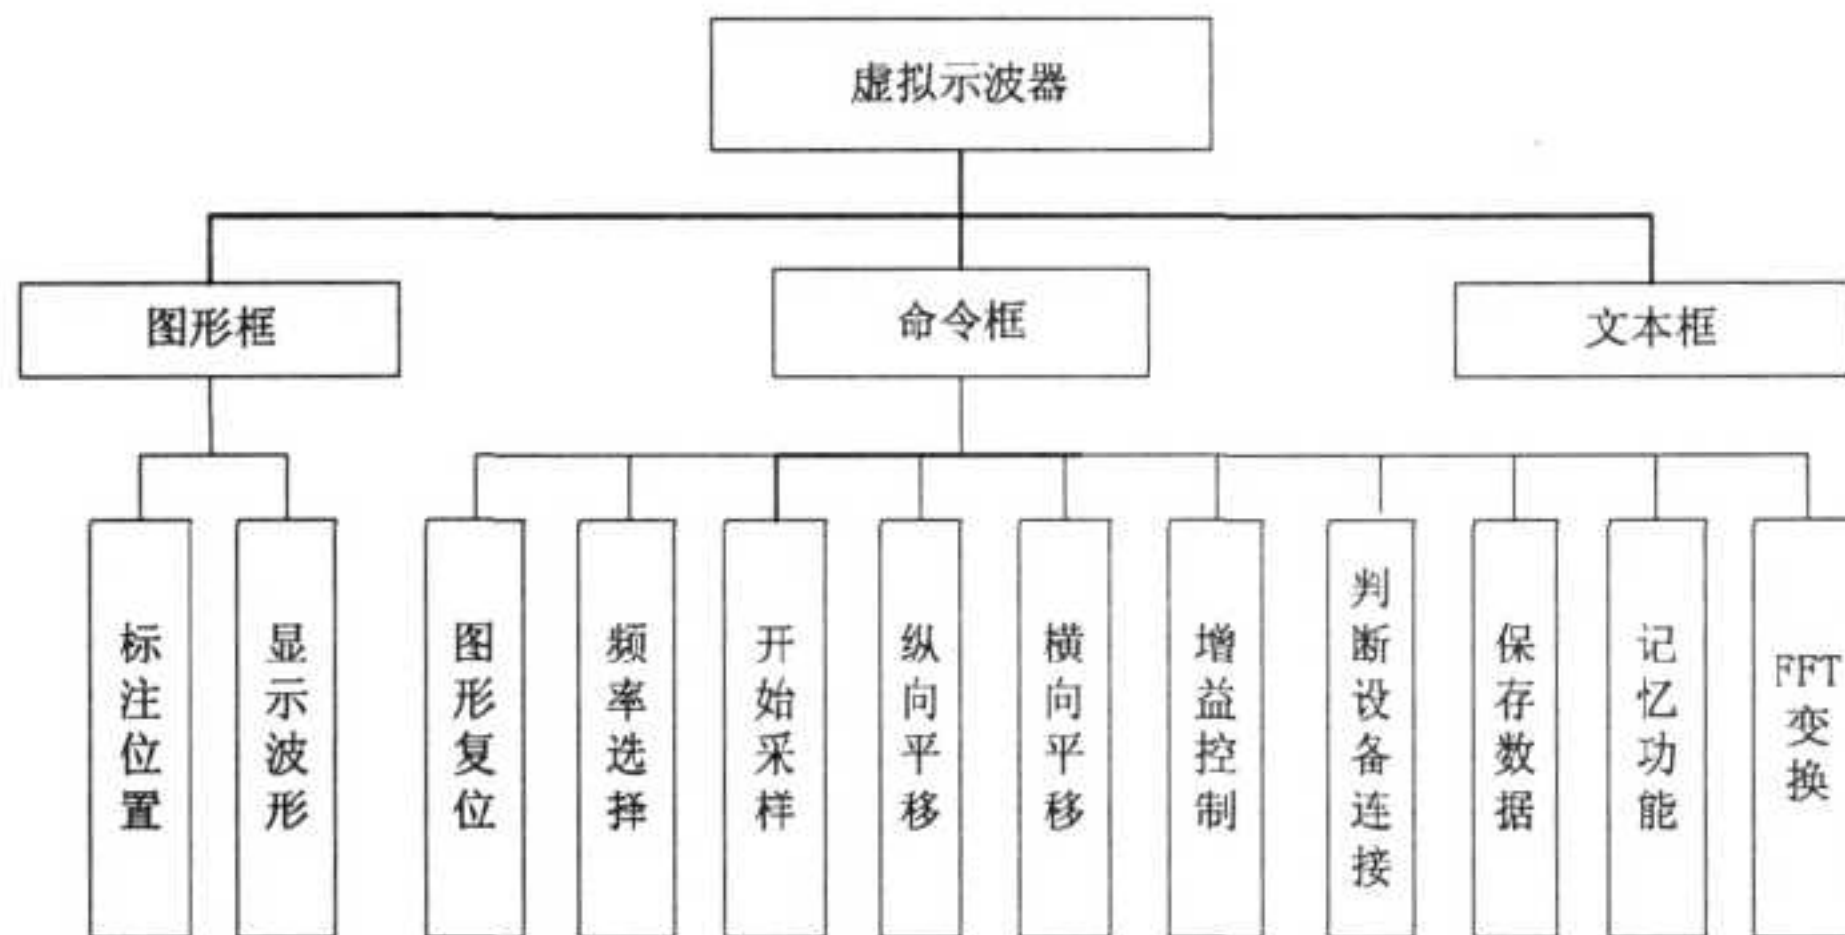 虚拟示波器
图形框
命令框
文本框
标注位置
显示波形
图形复位
频率选择
开始采样
纵向平移
横向平移
增益控制
判断设备连接
保存数据
记忆功能
FFT变换